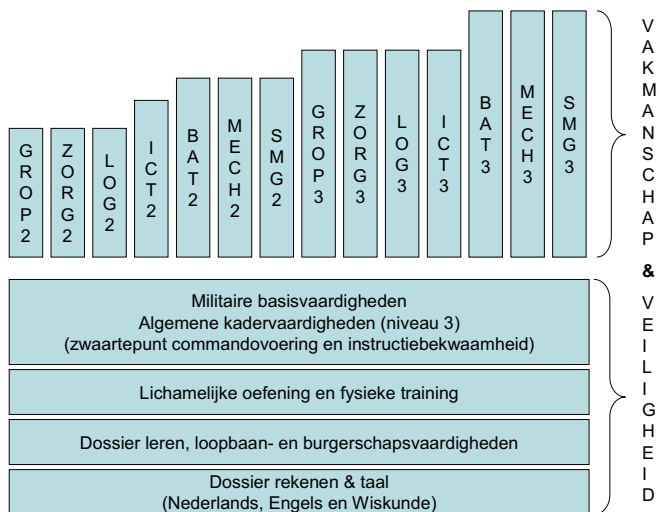 GROP2
ZORG2
LOG2
ICT2
BAT2
MECH2
SMG2
GROP3
ZORG3
LOG3
ICT3
BAT3
MECH3
SMG3
VAKMANSCHAP
&
VEILIGHEID
Militaire basisvaardigheden
Algemene kadervaardigheden (niveau 3)
(zwaartepunt commandovoering en instructiebekwaamheid)
Lichamelijke oefening en fysieke training
Dossier leren, loopbaan- en burgerschapsvaardigheden
Dossier rekenen & taal
(Nederlands, Engels en Wiskunde)